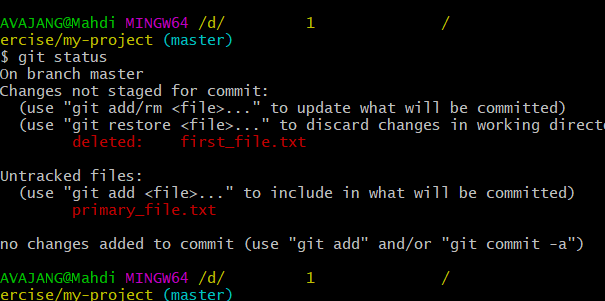 AVAJANG@Mahdi MINGW64 /d/ 1 /
ercise/my-project (master)
$ git status
On branch master
Changes not staged for commit:
  (use "git add/rm <file>..." to update what will be committed)
  (use "git restore <file>..." to discard changes in working directo
        deleted:    first_file.txt

Untracked files:
  (use "git add <file>..." to include in what will be committed)
        primary_file.txt

no changes added to commit (use "git add" and/or "git commit -a")

AVAJANG@Mahdi MINGW64 /d/ 1 /
ercise/my-project (master)